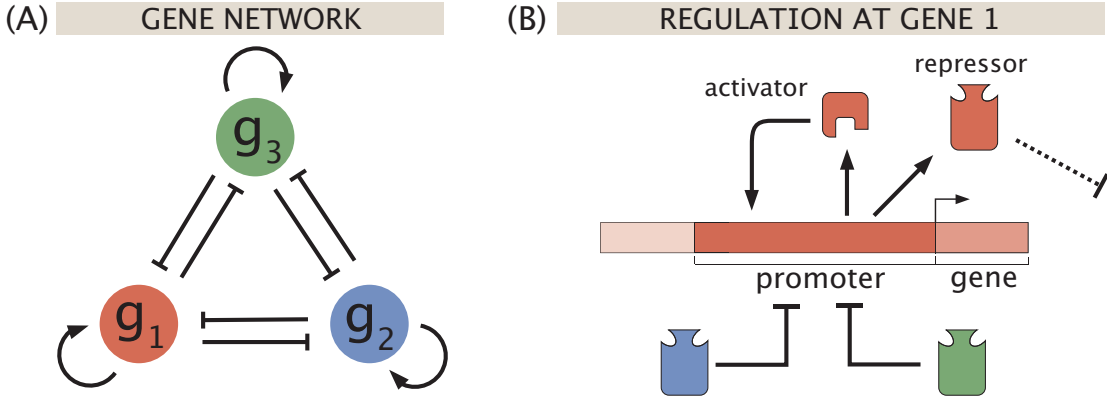 (A) GENE NETWORK
g3
g1
g2
(B) REGULATION AT GENE 1
repressor
activator
promoter
gene